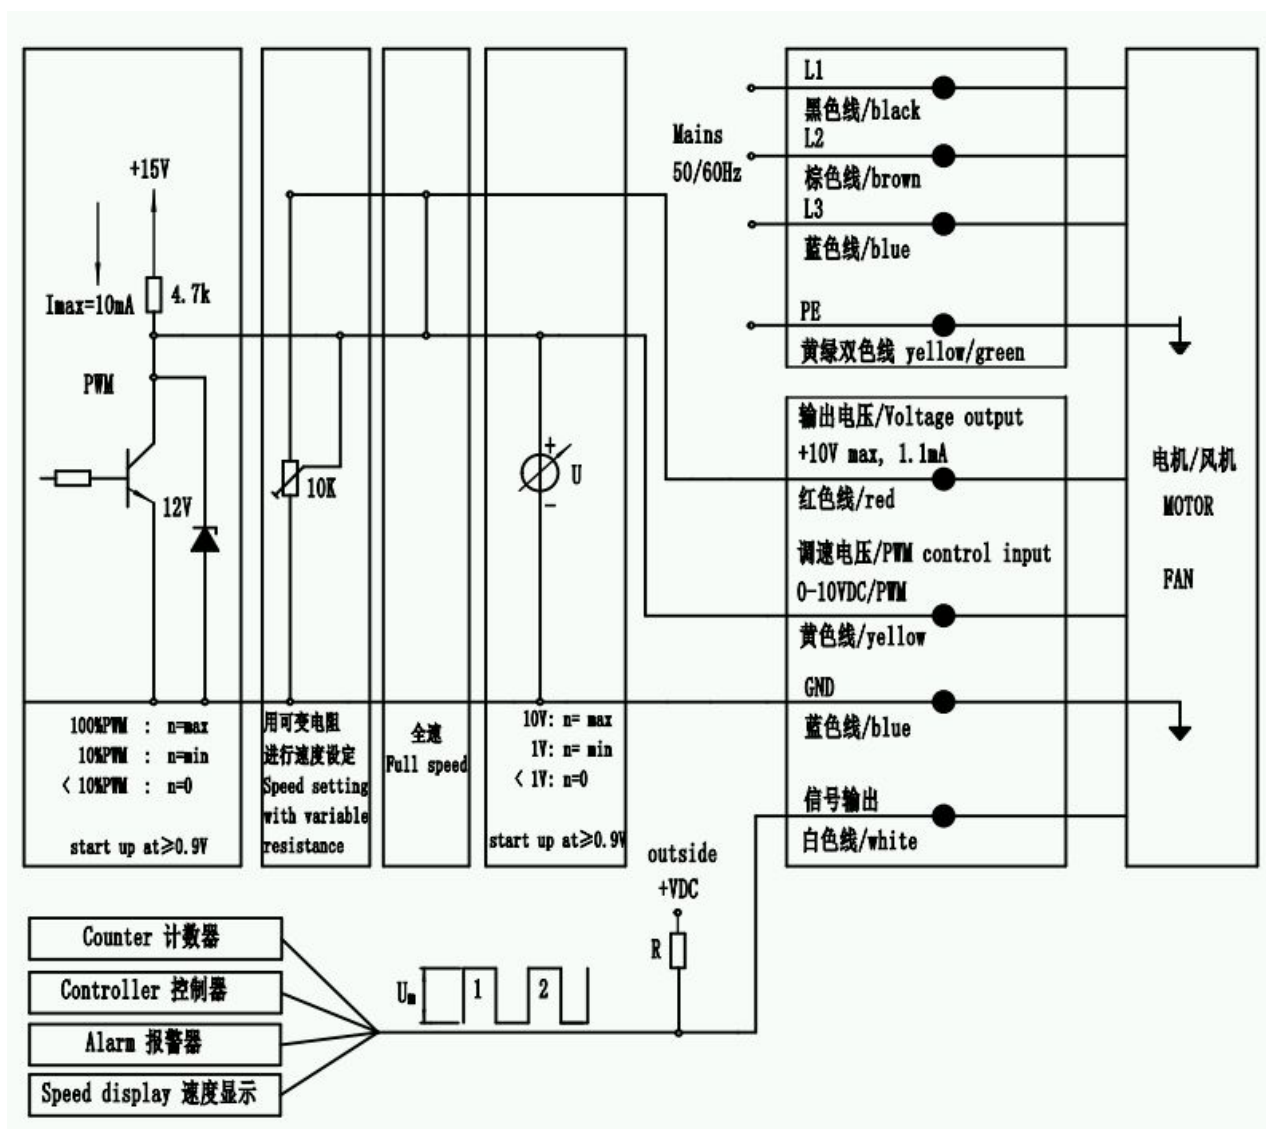 +15V
Imax=10mA
4.7k
PWM
12V
100%PWM : n=max
10%PWM : n=min
< 10%PWM : n=0
start up at≥0.9V
10K
用可变电阻
进行速度设定
Speed setting
with variable
resistance
全速
Full speed
+
U
-
10V: n= max
1V: n= min
< 1V: n=0
start up at≥0.9V
Mains
50/60Hz
L1
黑色线/black
L2
棕色线/brown
L3
蓝色线/blue
PE
黄绿双色线 yellow/green
输出电压/Voltage output
+10V max, 1.1mA
红色线/red
调速电压/PWM control input
0-10VDC/PWM
黄色线/yellow
GND
蓝色线/blue
信号输出
白色线/white
电机/风机
MOTOR
FAN
outside
+VDC
R
Counter 计数器
Controller 控制器
Alarm 报警器
Speed display 速度显示
Um
1
2